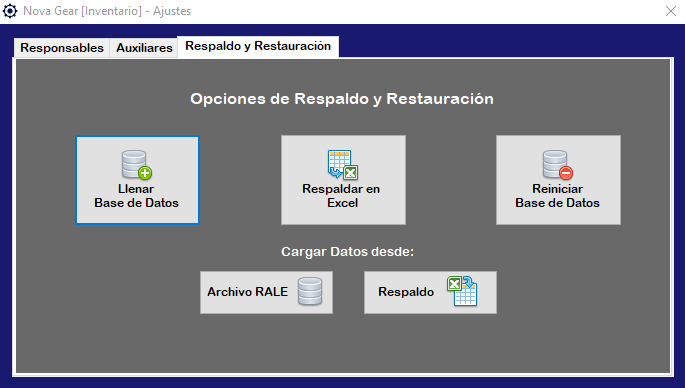 Nova Gear [Inventario] - Ajustes
Responsables
Auxiliares
Respaldo y Restauración
Opciones de Respaldo y Restauración
Llenar
Base de Datos
Respaldar en
Excel
Reiniciar
Base de Datos
Cargar Datos desde:
Archivo RALE
Respaldo